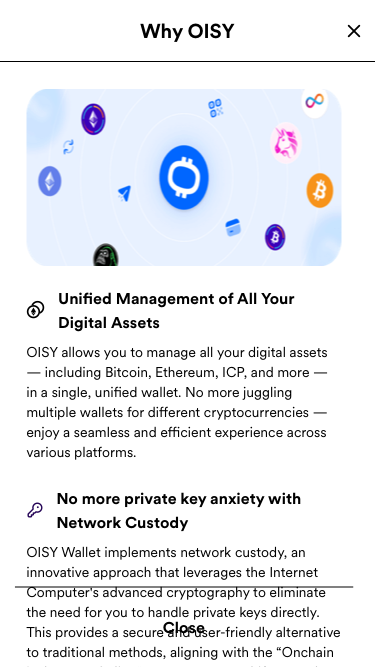 Why OISY
Unified Management of All Your
Digital Assets
OISY allows you to manage all your digital assets
— including Bitcoin, Ethereum, ICP, and more —
in a single, unified wallet. No more juggling
multiple wallets for different cryptocurrencies —
enjoy a seamless and efficient experience across
various platforms.
No more private key anxiety with
Network Custody
OISY Wallet implements network custody, an
innovative approach that leverages the Internet
Computer's advanced cryptography to eliminate
the need for you to handle private keys directly.
This provides a secure and user-friendly alternative
Close
to traditional methods, aligning with the “Onchain